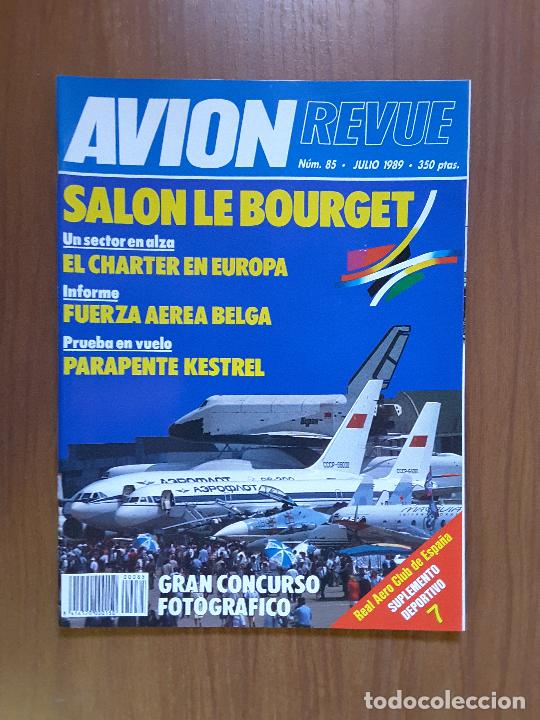 AVION REVUE
Núm. 85 • JULIO 1989 • 350 ptas.
SALON LE BOURGET
Un sector en alza
EL CHARTER EN EUROPA
Informe
FUERZA AEREA BELGA
Prueba en vuelo
PARAPENTE KESTREL
АЭРОФЛОТ
АЭРОФЛОТ
00085
GRAN CONCURSO
FOTOGRAFICO
Real Aero Club de España
SUPLEMENTO
DEPORTIVO
7
todocoleccion